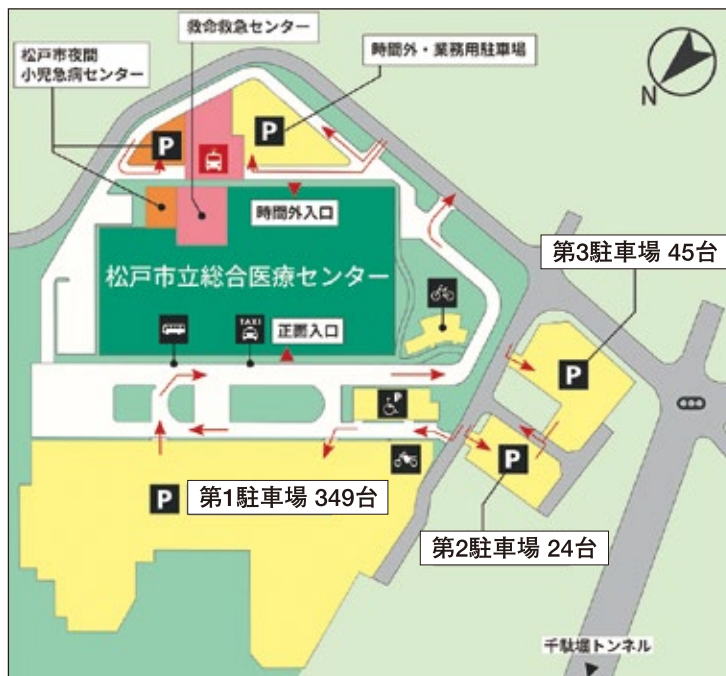 救命救急センター
松戸市夜間
小児急病センター
時間外・業務用駐車場
N
P
P
時間外入口
松戸市立総合医療センター
第3駐車場 45台
TAXI
正面入口
P
P
P
第1駐車場 349台
P
第2駐車場 24台
千駄堀トンネル